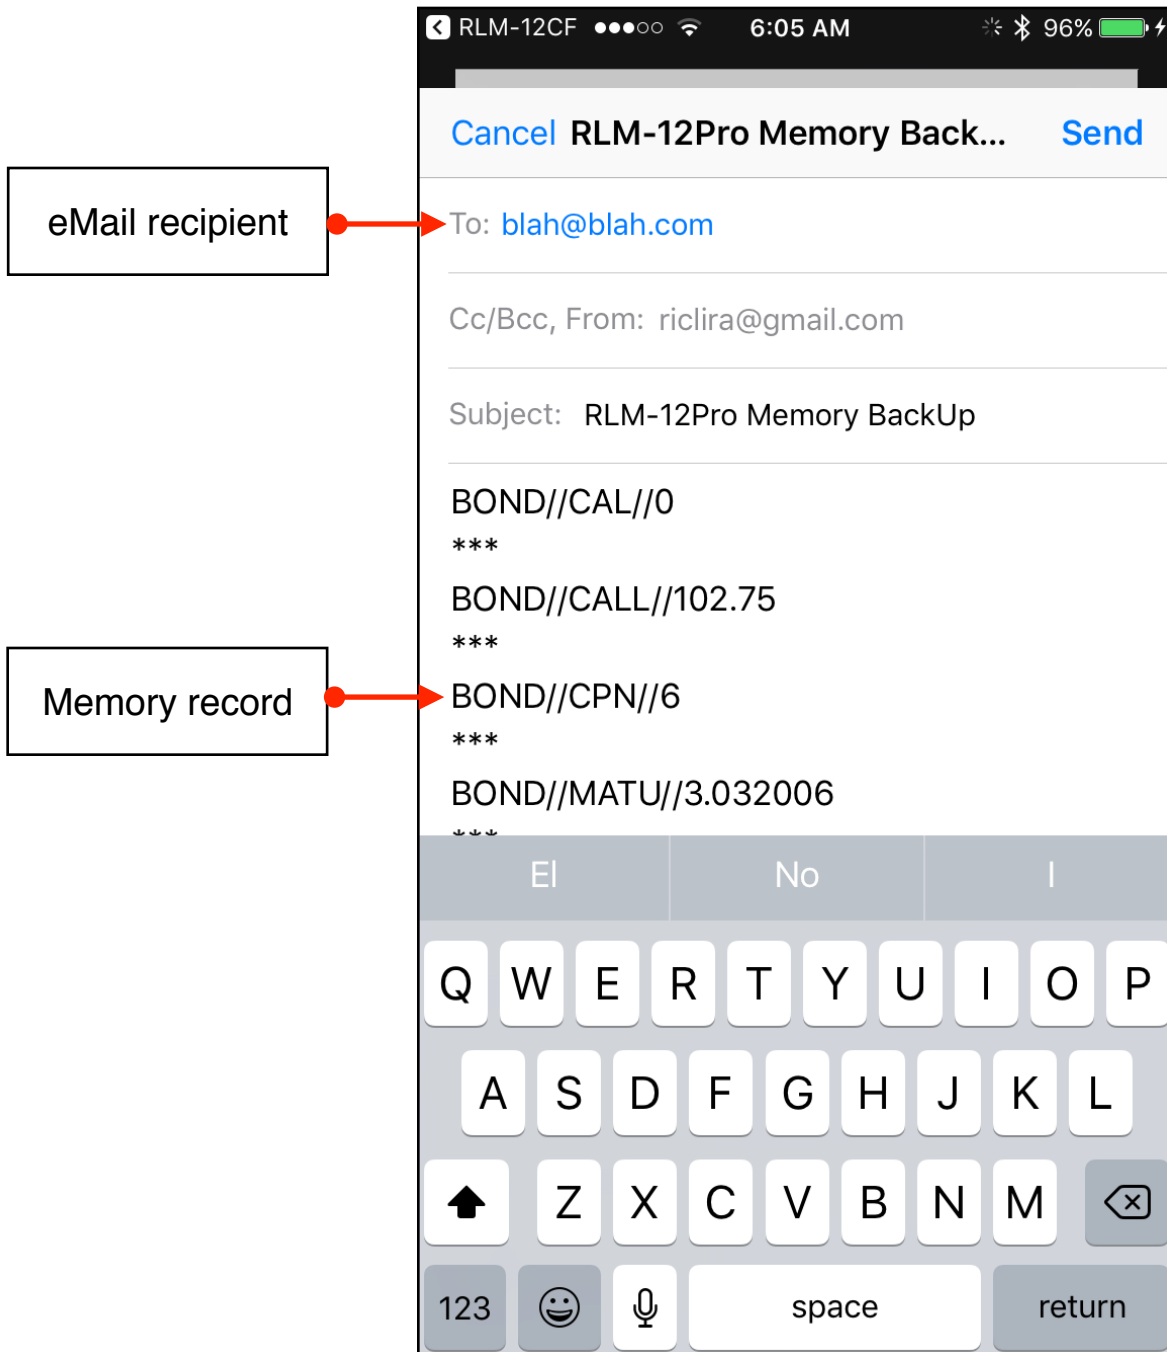 RLM-12CF 6:05 AM 96%
Cancel RLM-12Pro Memory Back... Send
eMail recipient
To: blah@blah.com
Cc/Bcc, From: riclira@gmail.com
Subject: RLM-12Pro Memory BackUp
BOND//CAL//0
***
BOND//CALL//102.75
***
Memory record
BOND//CPN//6
***
BOND//MATU//3.032006
***
El No I
Q W E R T Y U I O P
A S D F G H J K L
Z X C V B N M
123 space return